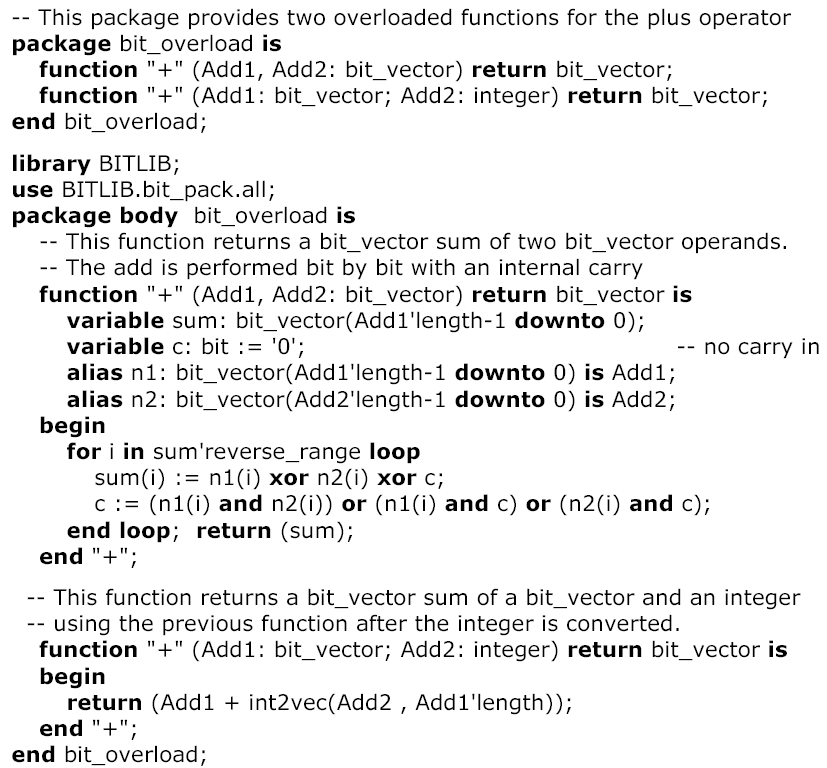 -- This package provides two overloaded functions for the plus operator
package bit_overload is
function "+" (Add1, Add2: bit_vector) return bit_vector;
function "+" (Add1: bit_vector; Add2: integer) return bit_vector;
end bit_overload;
library BITLIB;
use BITLIB.bit_pack.all;
package body  bit_overload is
-- This function returns a bit_vector sum of two bit_vector operands.
-- The add is performed bit by bit with an internal carry
function "+" (Add1, Add2: bit_vector) return bit_vector is
variable sum: bit_vector(Add1'length-1 downto 0);
variable c: bit := '0'; -- no carry in
alias n1: bit_vector(Add1'length-1 downto 0) is Add1;
alias n2: bit_vector(Add2'length-1 downto 0) is Add2;
begin
for i in sum'reverse_range loop
sum(i) := n1(i) xor n2(i) xor c;
c := (n1(i) and n2(i)) or (n1(i) and c) or (n2(i) and c);
end loop;  return (sum);
end "+";
-- This function returns a bit_vector sum of a bit_vector and an integer
-- using the previous function after the integer is converted.
function "+" (Add1: bit_vector; Add2: integer) return bit_vector is
begin
return (Add1 + int2vec(Add2 , Add1'length));
end "+";
end bit_overload;